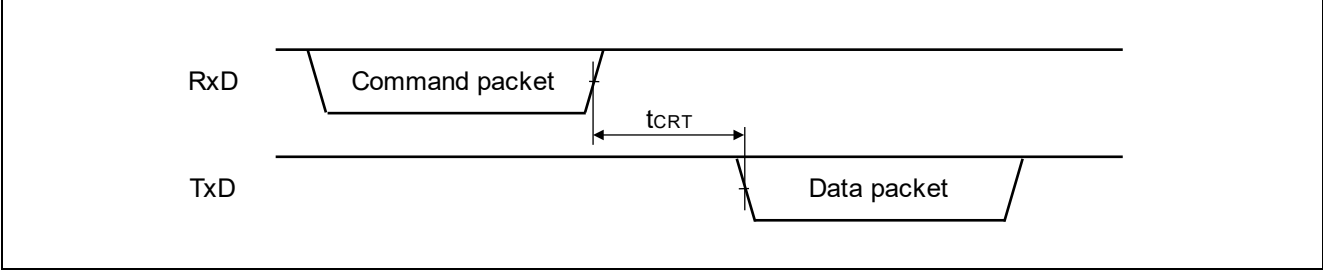 RxD
Command packet
tCRT
TxD
Data packet